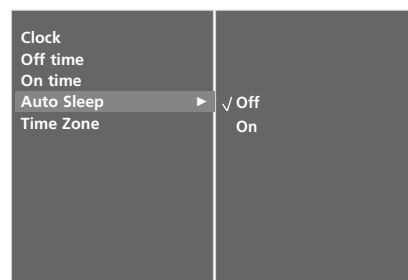 Clock
Off time
On time
Auto Sleep ► √ Off
Time Zone
On